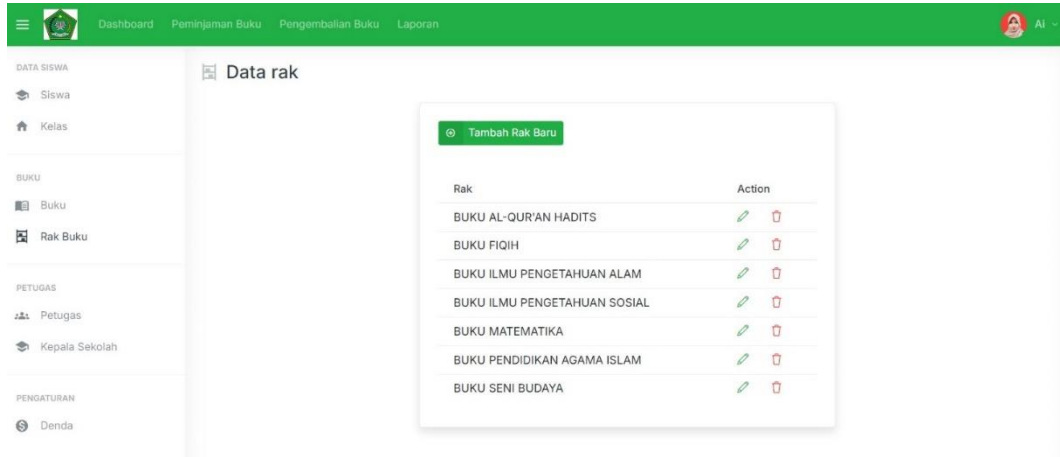 Dashboard Peminjaman Buku Pengembalian Buku Laporan Ai
DATA SISWA
Siswa
Kelas
BUKU
Buku
Rak Buku
PETUGAS
Petugas
Kepala Sekolah
PENGATURAN
Denda
Data rak
Tambah Rak Baru
Rak Action
BUKU AL-QUR'AN HADITS
BUKU FIQIH
BUKU ILMU PENGETAHUAN ALAM
BUKU ILMU PENGETAHUAN SOSIAL
BUKU MATEMATIKA
BUKU PENDIDIKAN AGAMA ISLAM
BUKU SENI BUDAYA